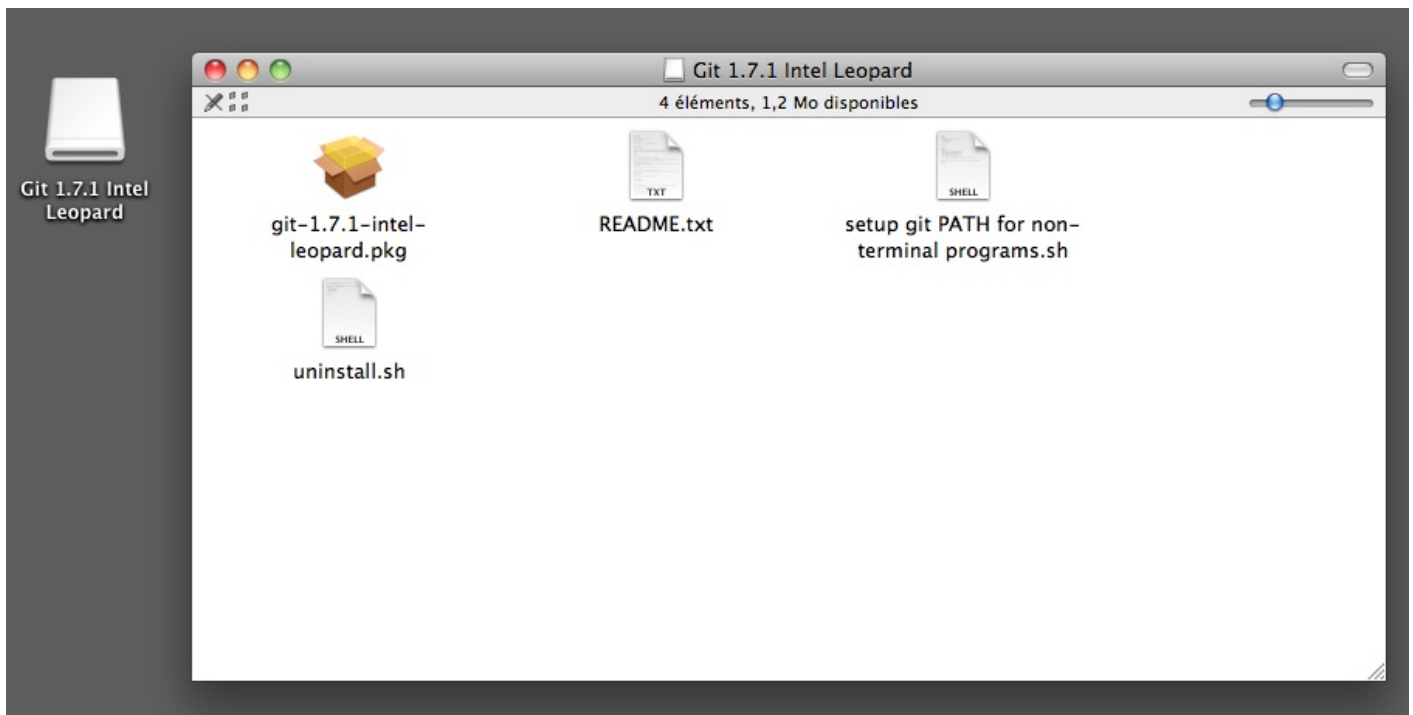 Git 1.7.1 Intel Leopard
4 éléments, 1,2 Mo disponibles
Git 1.7.1 Intel
Leopard
git-1.7.1-intel-
leopard.pkg
TXT
README.txt
SHELL
setup git PATH for non-
terminal programs.sh
SHELL
uninstall.sh